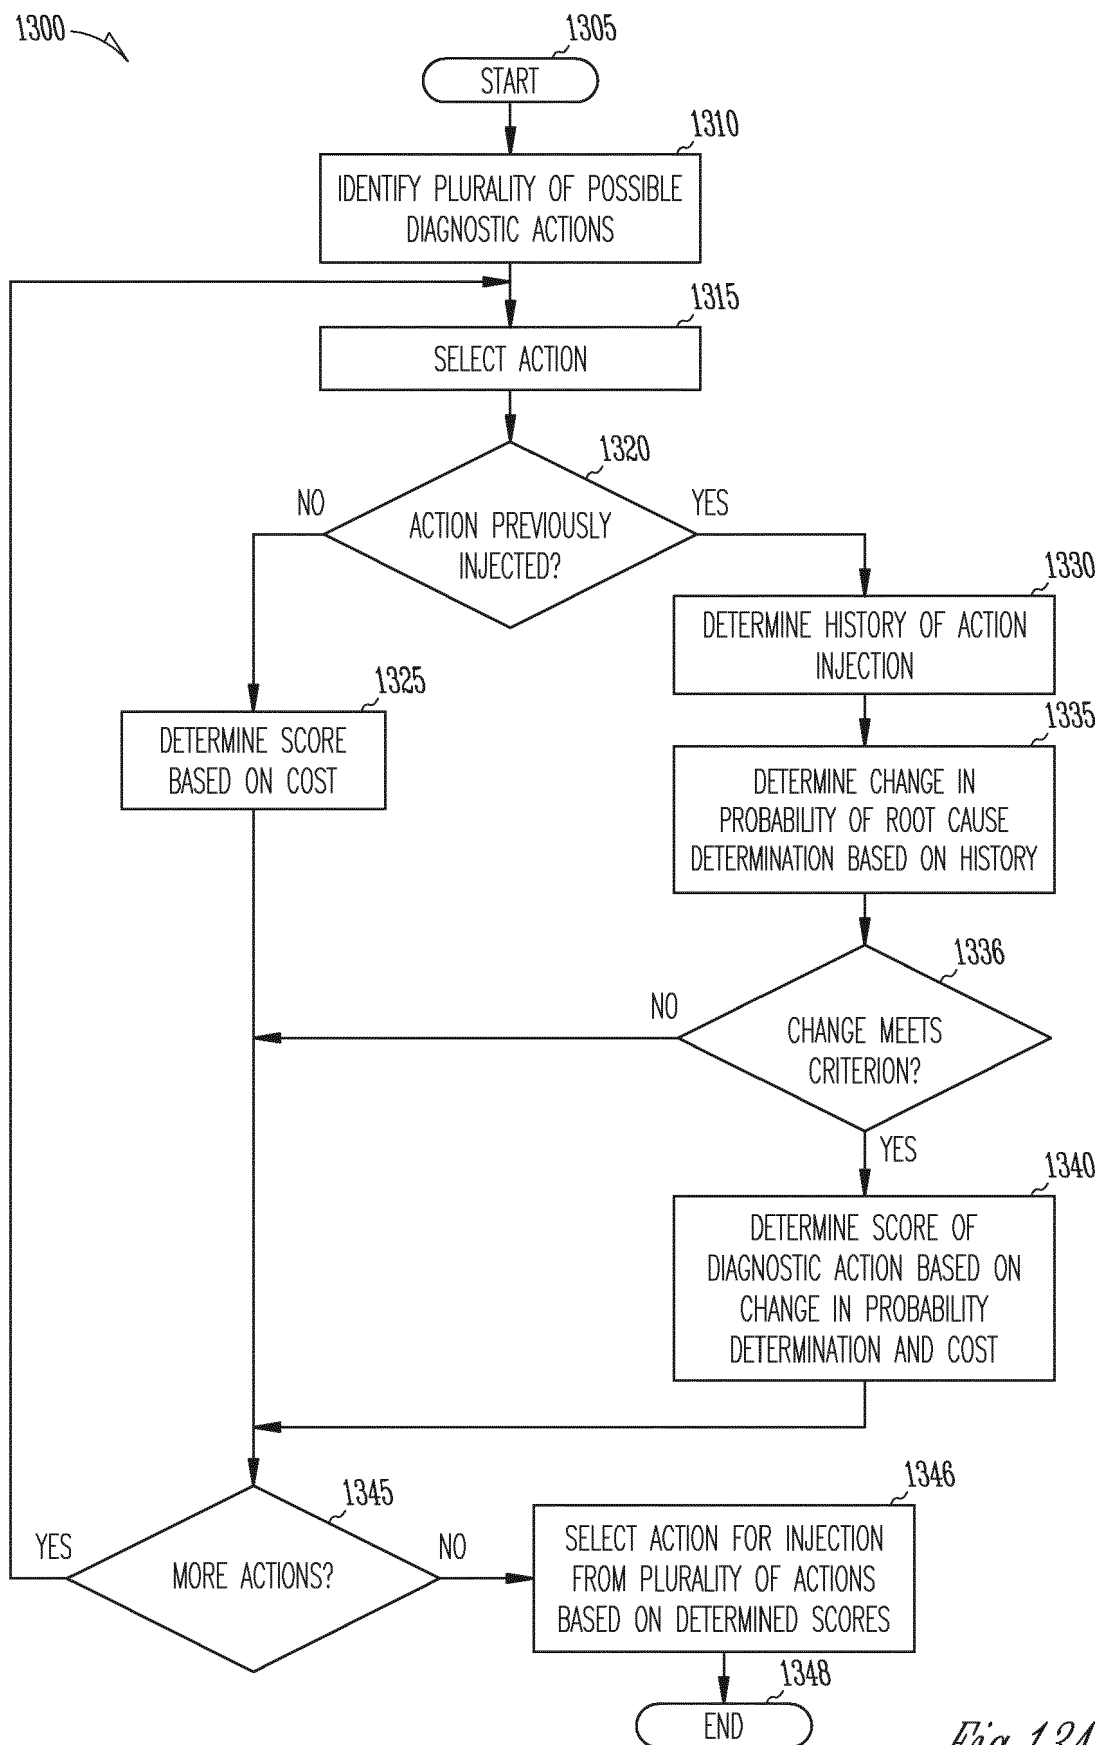 1300
1305
START
1310
IDENTIFY PLURALITY OF POSSIBLE
DIAGNOSTIC ACTIONS
1315
SELECT ACTION
1320
NO
YES
ACTION PREVIOUSLY
INJECTED?
1330
DETERMINE HISTORY OF ACTION
INJECTION
1325
DETERMINE SCORE
BASED ON COST
1335
DETERMINE CHANGE IN
PROBABILITY OF ROOT CAUSE
DETERMINATION BASED ON HISTORY
1336
NO
CHANGE MEETS
CRITERION?
YES
1340
DETERMINE SCORE OF
DIAGNOSTIC ACTION BASED ON
CHANGE IN PROBABILITY
DETERMINATION AND COST
1345
YES
NO
MORE ACTIONS?
1346
SELECT ACTION FOR INJECTION
FROM PLURALITY OF ACTIONS
BASED ON DETERMINED SCORES
1348
END
Fig. 13A